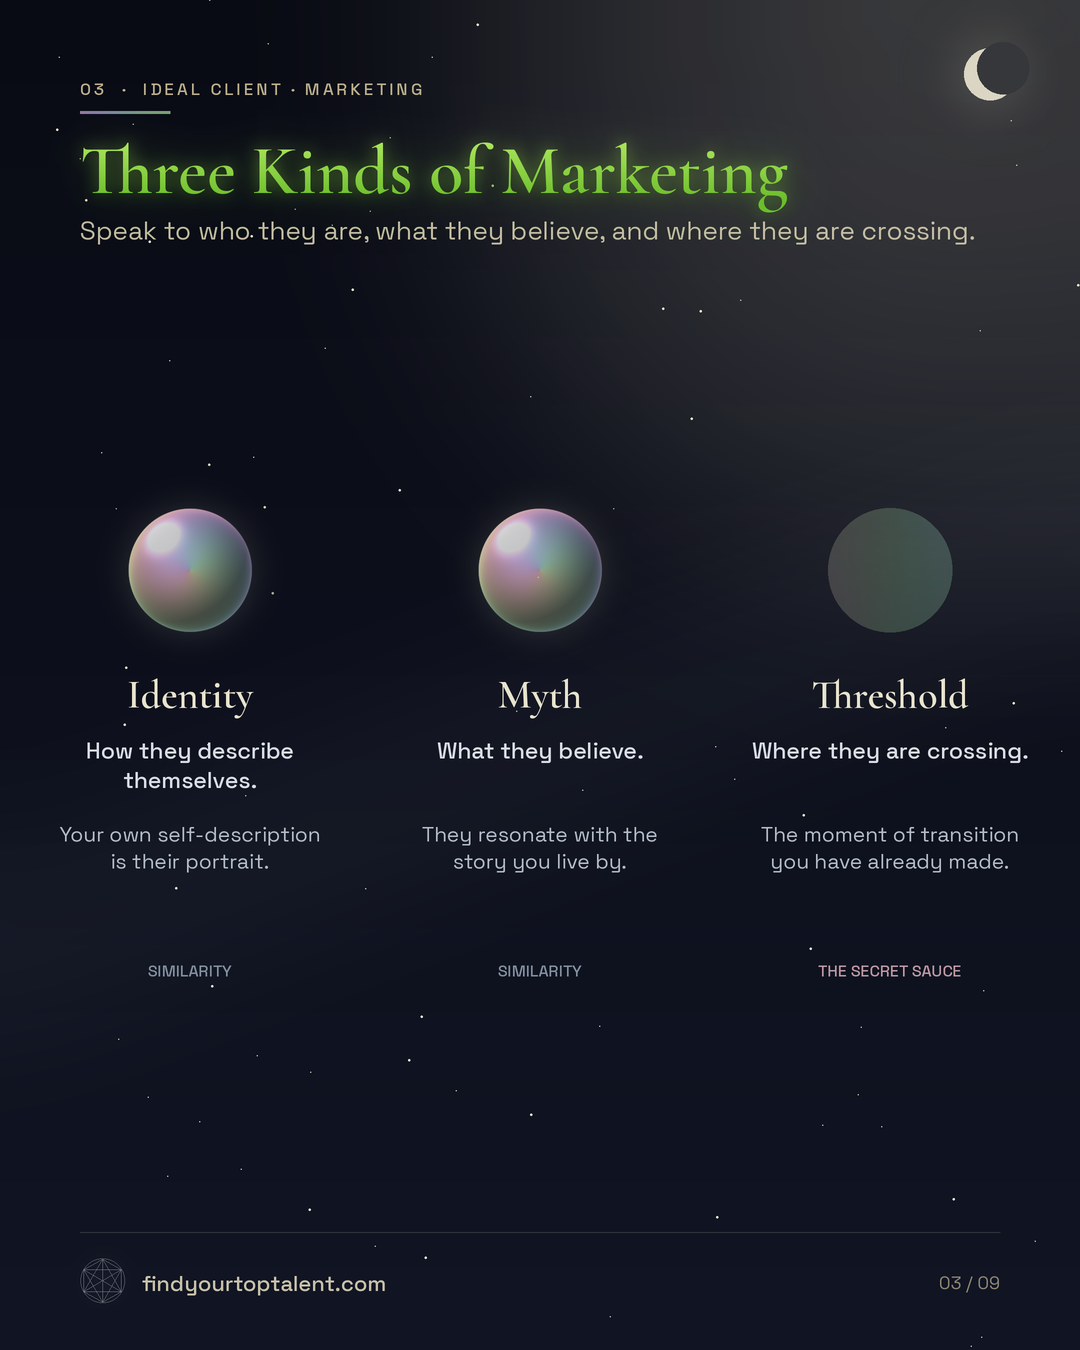 03 · IDEAL CLIENT · MARKETING
Three Kinds of Marketing
Speak to who they are, what they believe, and where they are crossing.
Identity
How they describe
themselves.
Your own self-description
is their portrait.
SIMILARITY
Myth
What they believe.
They resonate with the
story you live by.
SIMILARITY
Threshold
Where they are crossing.
The moment of transition
you have already made.
THE SECRET SAUCE
findyourtoptalent.com
03 / 09